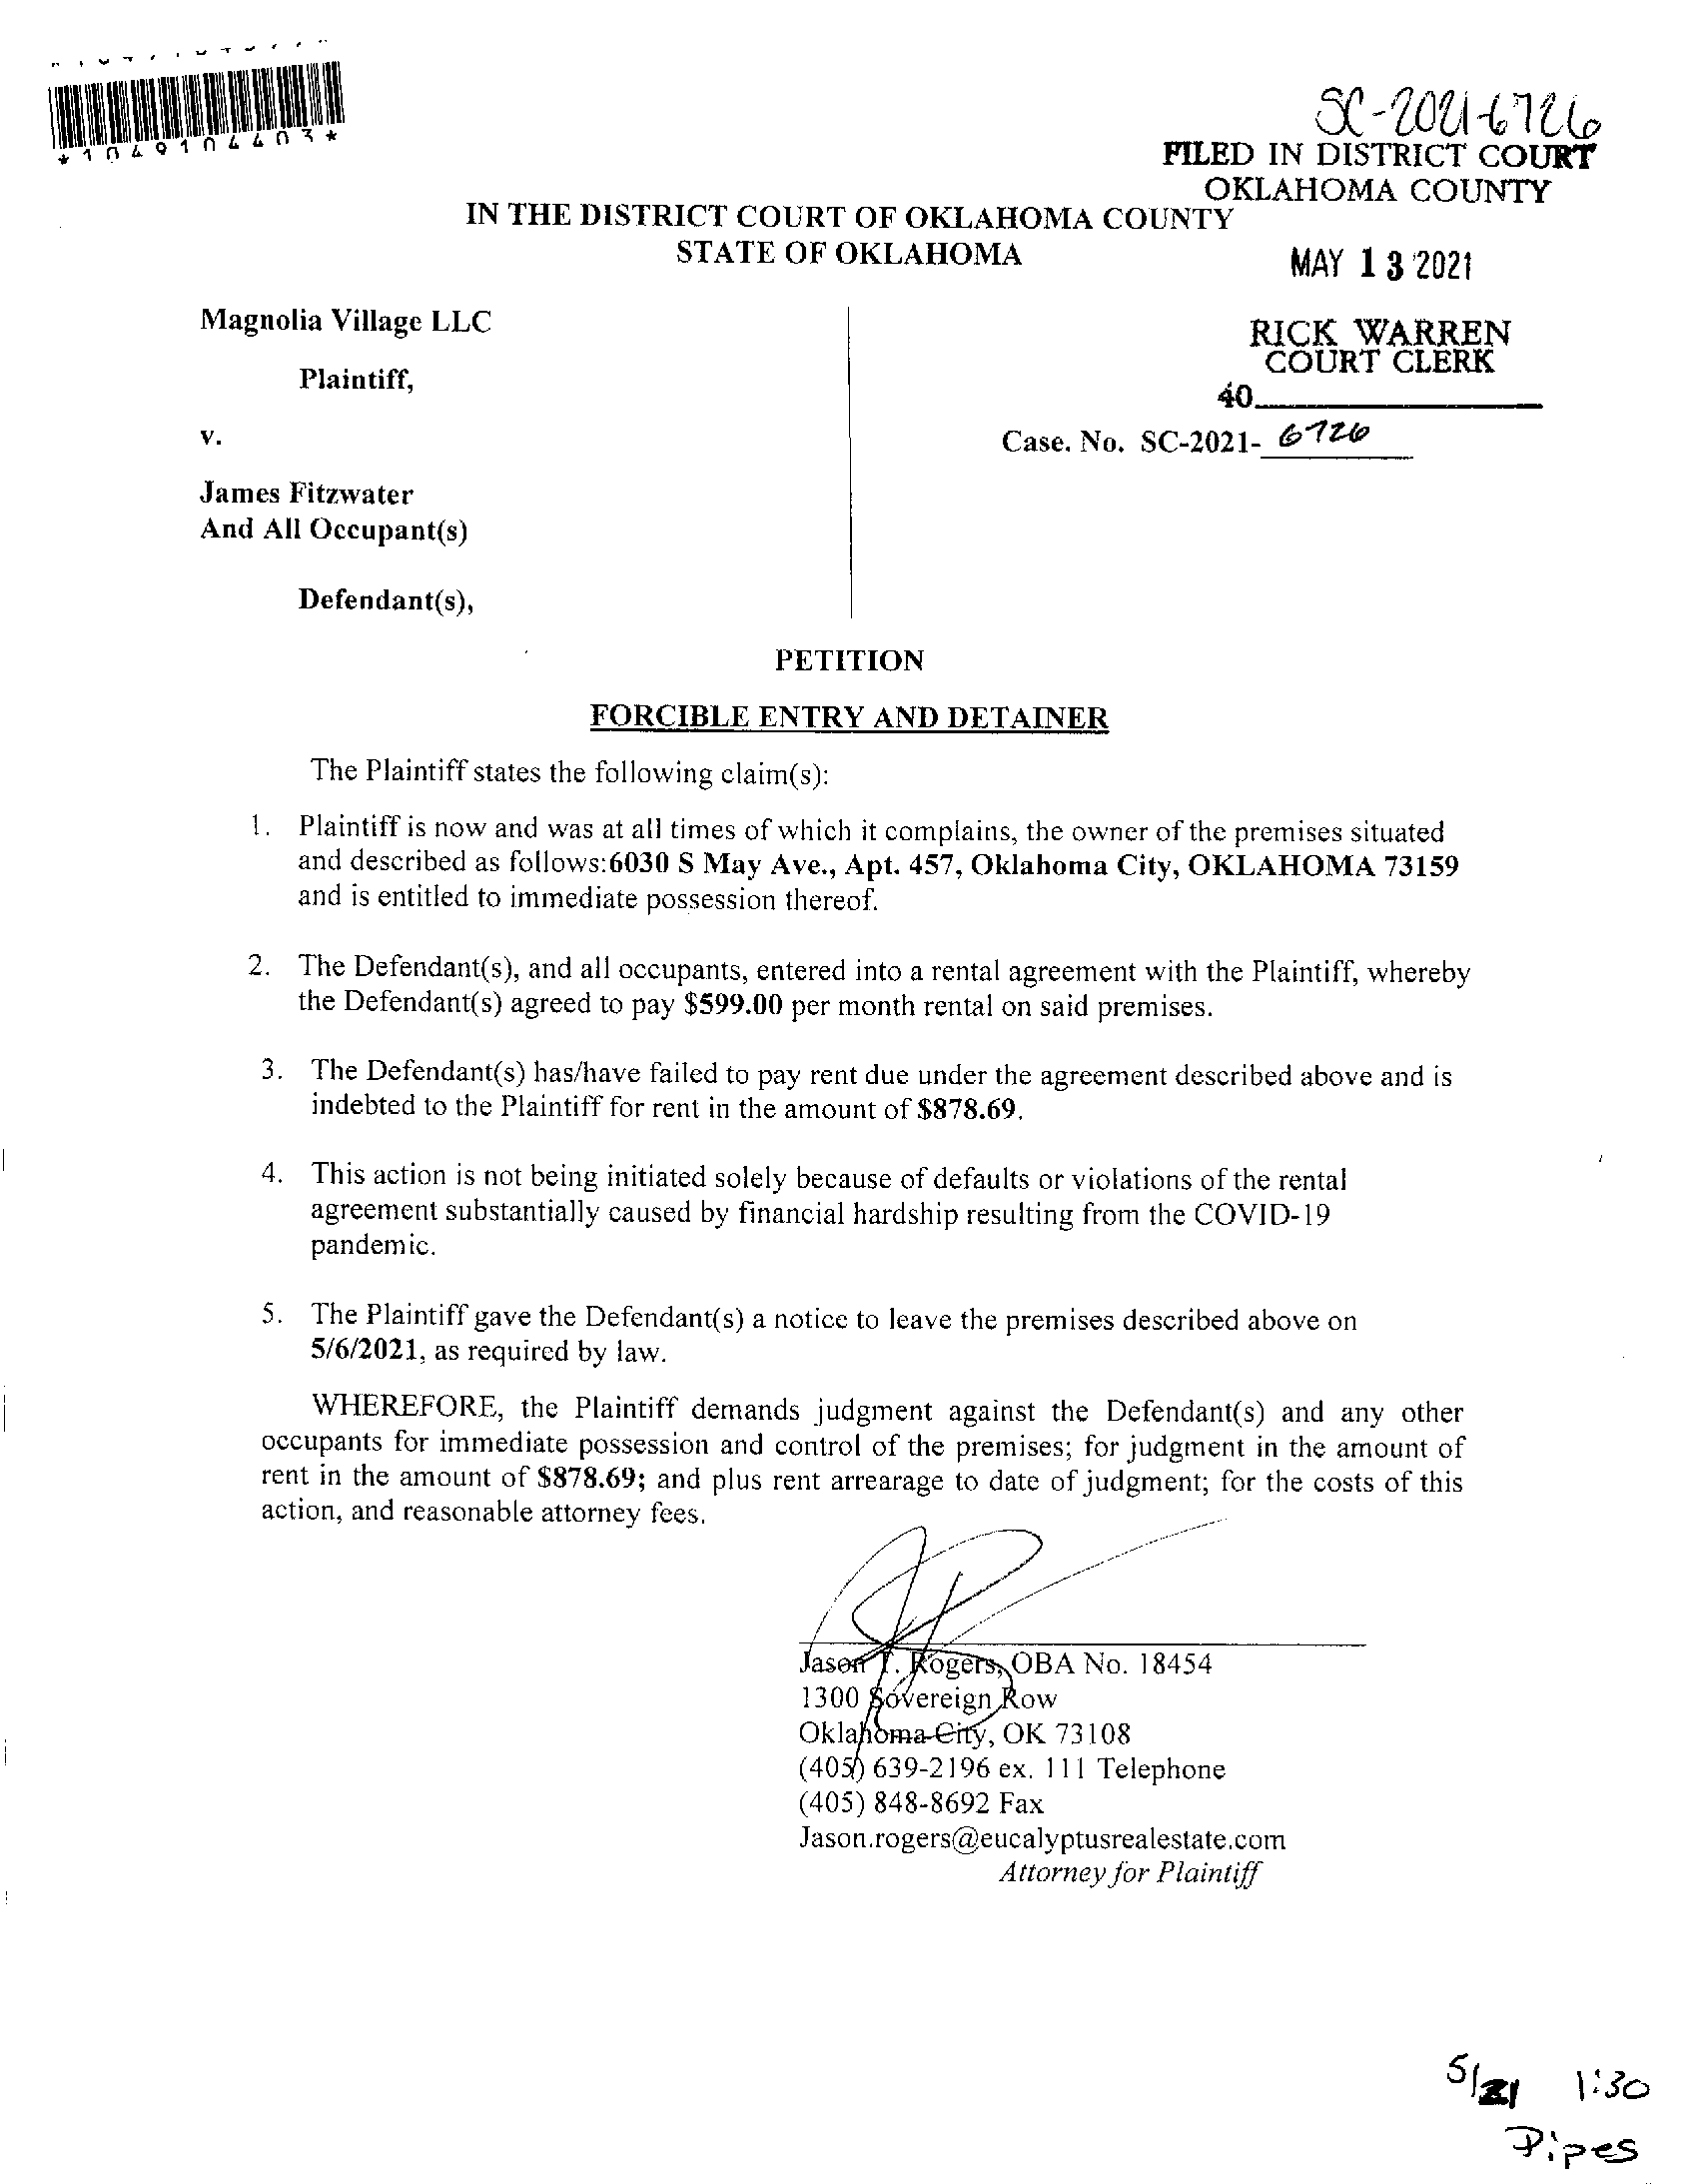 *1049104403*
SC-2021-6726
FILED IN DISTRICT COURT
OKLAHOMA COUNTY
IN THE DISTRICT COURT OF OKLAHOMA COUNTY
STATE OF OKLAHOMA
MAY 13 2021
Magnolia Village LLC
RICK WARREN
COURT CLERK
Plaintiff,
40
v.
Case. No. SC-2021- 6726
James Fitzwater
And All Occupant(s)
Defendant(s),
PETITION
FORCIBLE ENTRY AND DETAINER
The Plaintiff states the following claim(s):
1. Plaintiff is now and was at all times of which it complains, the owner of the premises situated
and described as follows:6030 S May Ave., Apt. 457, Oklahoma City, OKLAHOMA 73159
and is entitled to immediate possession thereof.
2. The Defendant(s), and all occupants, entered into a rental agreement with the Plaintiff, whereby
the Defendant(s) agreed to pay $599.00 per month rental on said premises.
3. The Defendant(s) has/have failed to pay rent due under the agreement described above and is
indebted to the Plaintiff for rent in the amount of $878.69.
4. This action is not being initiated solely because of defaults or violations of the rental
agreement substantially caused by financial hardship resulting from the COVID-19
pandemic.
5. The Plaintiff gave the Defendant(s) a notice to leave the premises described above on
5/6/2021, as required by law.
WHEREFORE, the Plaintiff demands judgment against the Defendant(s) and any other
occupants for immediate possession and control of the premises; for judgment in the amount of
rent in the amount of $878.69; and plus rent arrearage to date of judgment; for the costs of this
action, and reasonable attorney fees.
Jason T. Rogers, OBA No. 18454
1300 Sovereign Row
Oklahoma City, OK 73108
(405) 639-2196 ex. 111 Telephone
(405) 848-8692 Fax
Jason.rogers@eucalyptusrealestate.com
Attorney for Plaintiff
5/21 1:30
Pipes